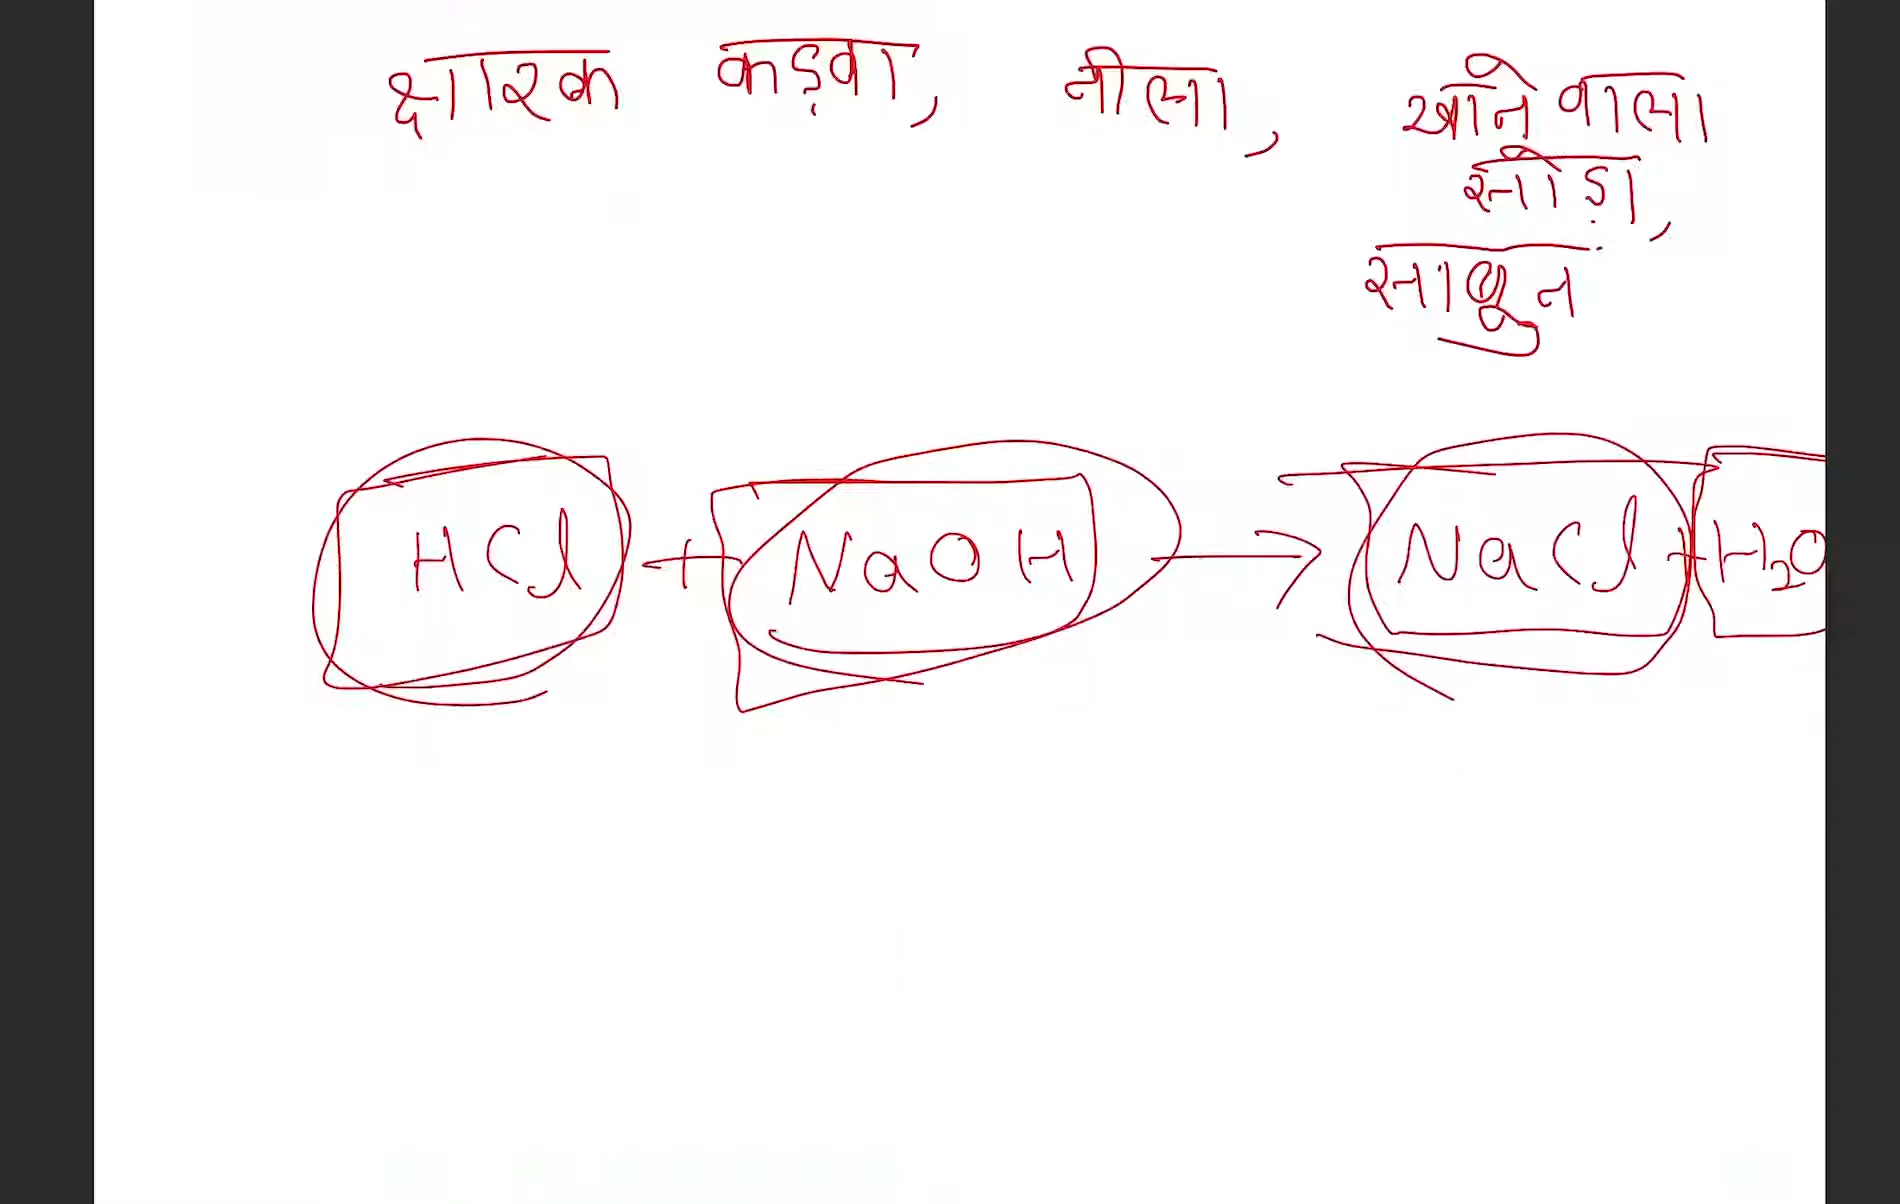 क्षारक कड़वा, नीला, खाने वाला
सोड़ा,
साबुन
HCl + NaOH → NaCl + H₂O